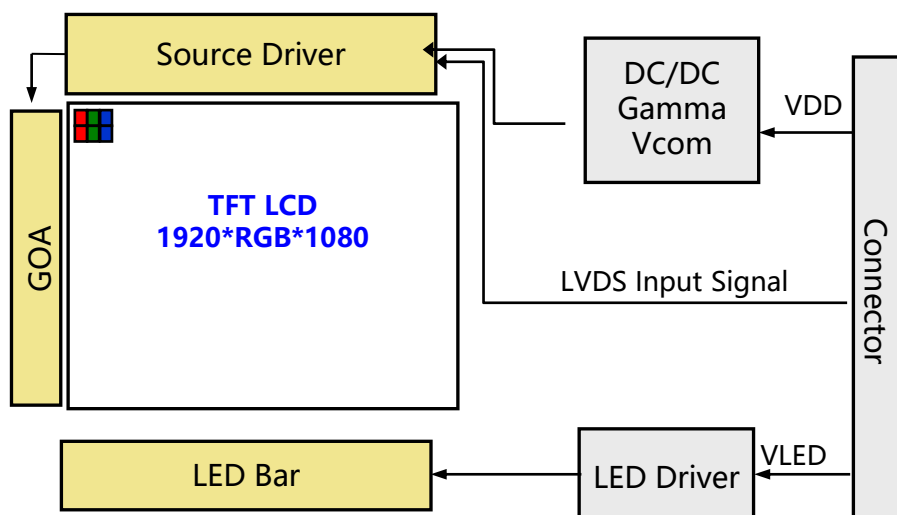 Source Driver
DC/DC
Gamma
Vcom
VDD
TFT LCD
1920*RGB*1080
GOA
LVDS Input Signal
Connector
LED Bar
LED Driver
VLED